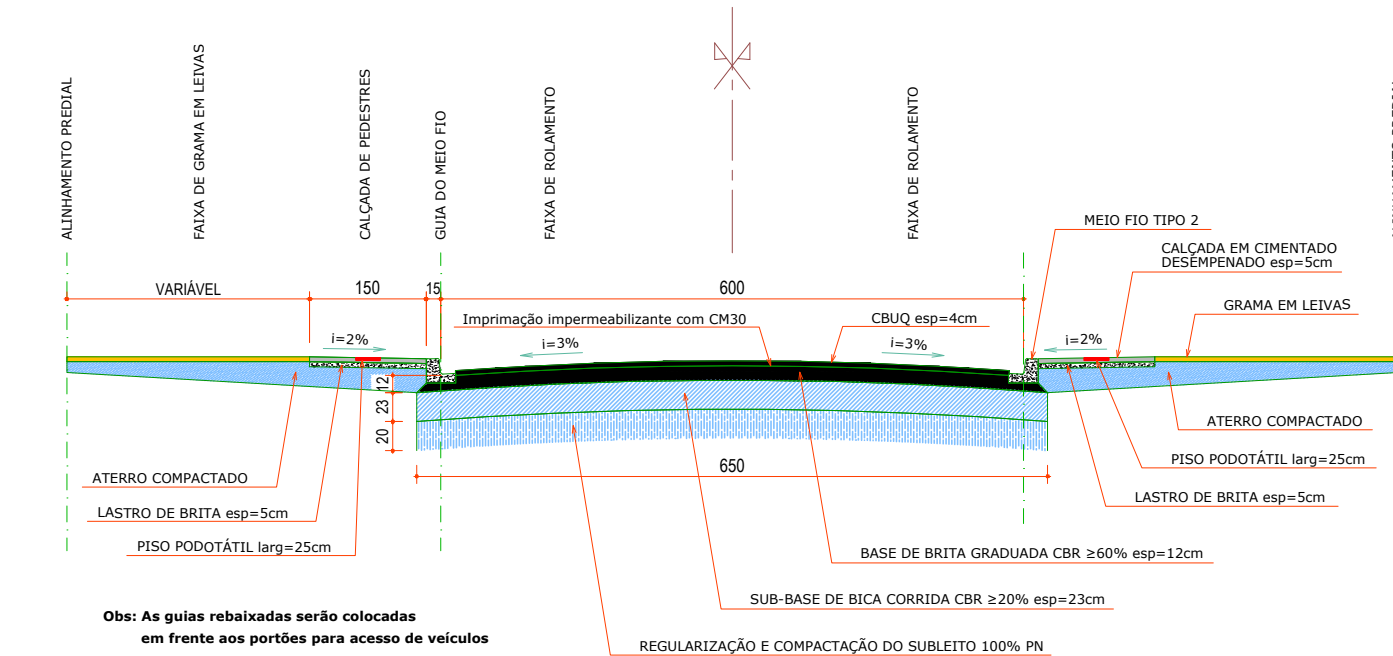 ALINHAMENTO PREDIAL
FAIXA DE GRAMA EM LEIVAS
CALÇADA DE PEDESTRES
GUIA DO MEIO FIO
FAIXA DE ROLAMENTO
FAIXA DE ROLAMENTO
MEIO FIO TIPO 2
CALÇADA EM CIMENTADO
DESEMPENADO esp=5cm
VARIÁVEL
150
15
600
GRAMA EM LEIVAS
Imprimação impermeabilizante com CM30
CBUQ esp=4cm
i=2%
i=3%
i=3%
i=2%
12
23
20
ATERRO COMPACTADO
650
PISO PODOTÁTIL larg=25cm
ATERRO COMPACTADO
LASTRO DE BRITA esp=5cm
LASTRO DE BRITA esp=5cm
PISO PODOTÁTIL larg=25cm
BASE DE BRITA GRADUADA CBR ≥60% esp=12cm
SUB-BASE DE BICA CORRIDA CBR ≥20% esp=23cm
Obs: As guias rebaixadas serão colocadas
em frente aos portões para acesso de veículos
REGULARIZAÇÃO E COMPACTAÇÃO DO SUBLEITO 100% PN